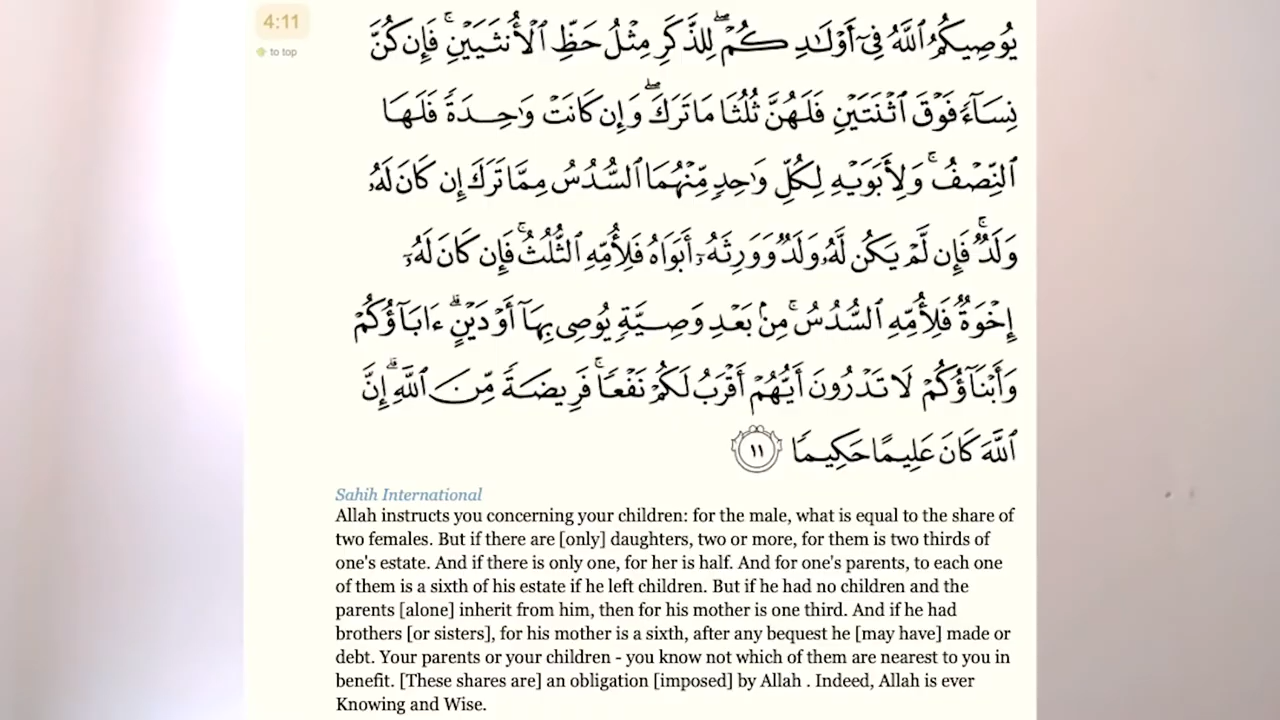 4:11
to top
يُوصِيكُمُ ٱللَّهُ فِىٓ أَوْلَـٰدِكُمْ ۖ لِلذَّكَرِ مِثْلُ حَظِّ ٱلْأُنثَيَيْنِ ۚ فَإِن كُنَّ
نِسَآءً فَوْقَ ٱثْنَتَيْنِ فَلَهُنَّ ثُلُثَا مَا تَرَكَ ۖ وَإِن كَانَتْ وَٰحِدَةً فَلَهَا
ٱلنِّصْفُ ۚ وَلِأَبَوَيْهِ لِكُلِّ وَٰحِدٍ مِّنْهُمَا ٱلسُّدُسُ مِمَّا تَرَكَ إِن كَانَ لَهُۥ
وَلَدٌ ۚ فَإِن لَّمْ يَكُن لَّهُۥ وَلَدٌ وَوَرِثَهُۥٓ أَبَوَاهُ فَلِأُمِّهِ ٱلثُّلُثُ ۚ فَإِن كَانَ لَهُۥٓ
إِخْوَةٌ فَلِأُمِّهِ ٱلسُّدُسُ ۚ مِنۢ بَعْدِ وَصِيَّةٍ يُوصِى بِهَآ أَوْ دَيْنٍ ۗ ءَابَآؤُكُمْ
وَأَبْنَآؤُكُمْ لَا تَدْرُونَ أَيُّهُمْ أَقْرَبُ لَكُمْ نَفْعًا ۚ فَرِيضَةً مِّنَ ٱللَّهِ ۗ إِنَّ
ٱللَّهَ كَانَ عَلِيمًا حَكِيمًا ١١
Sahih International
Allah instructs you concerning your children: for the male, what is equal to the share of
two females. But if there are [only] daughters, two or more, for them is two thirds of
one's estate. And if there is only one, for her is half. And for one's parents, to each one
of them is a sixth of his estate if he left children. But if he had no children and the
parents [alone] inherit from him, then for his mother is one third. And if he had
brothers [or sisters], for his mother is a sixth, after any bequest he [may have] made or
debt. Your parents or your children - you know not which of them are nearest to you in
benefit. [These shares are] an obligation [imposed] by Allah . Indeed, Allah is ever
Knowing and Wise.